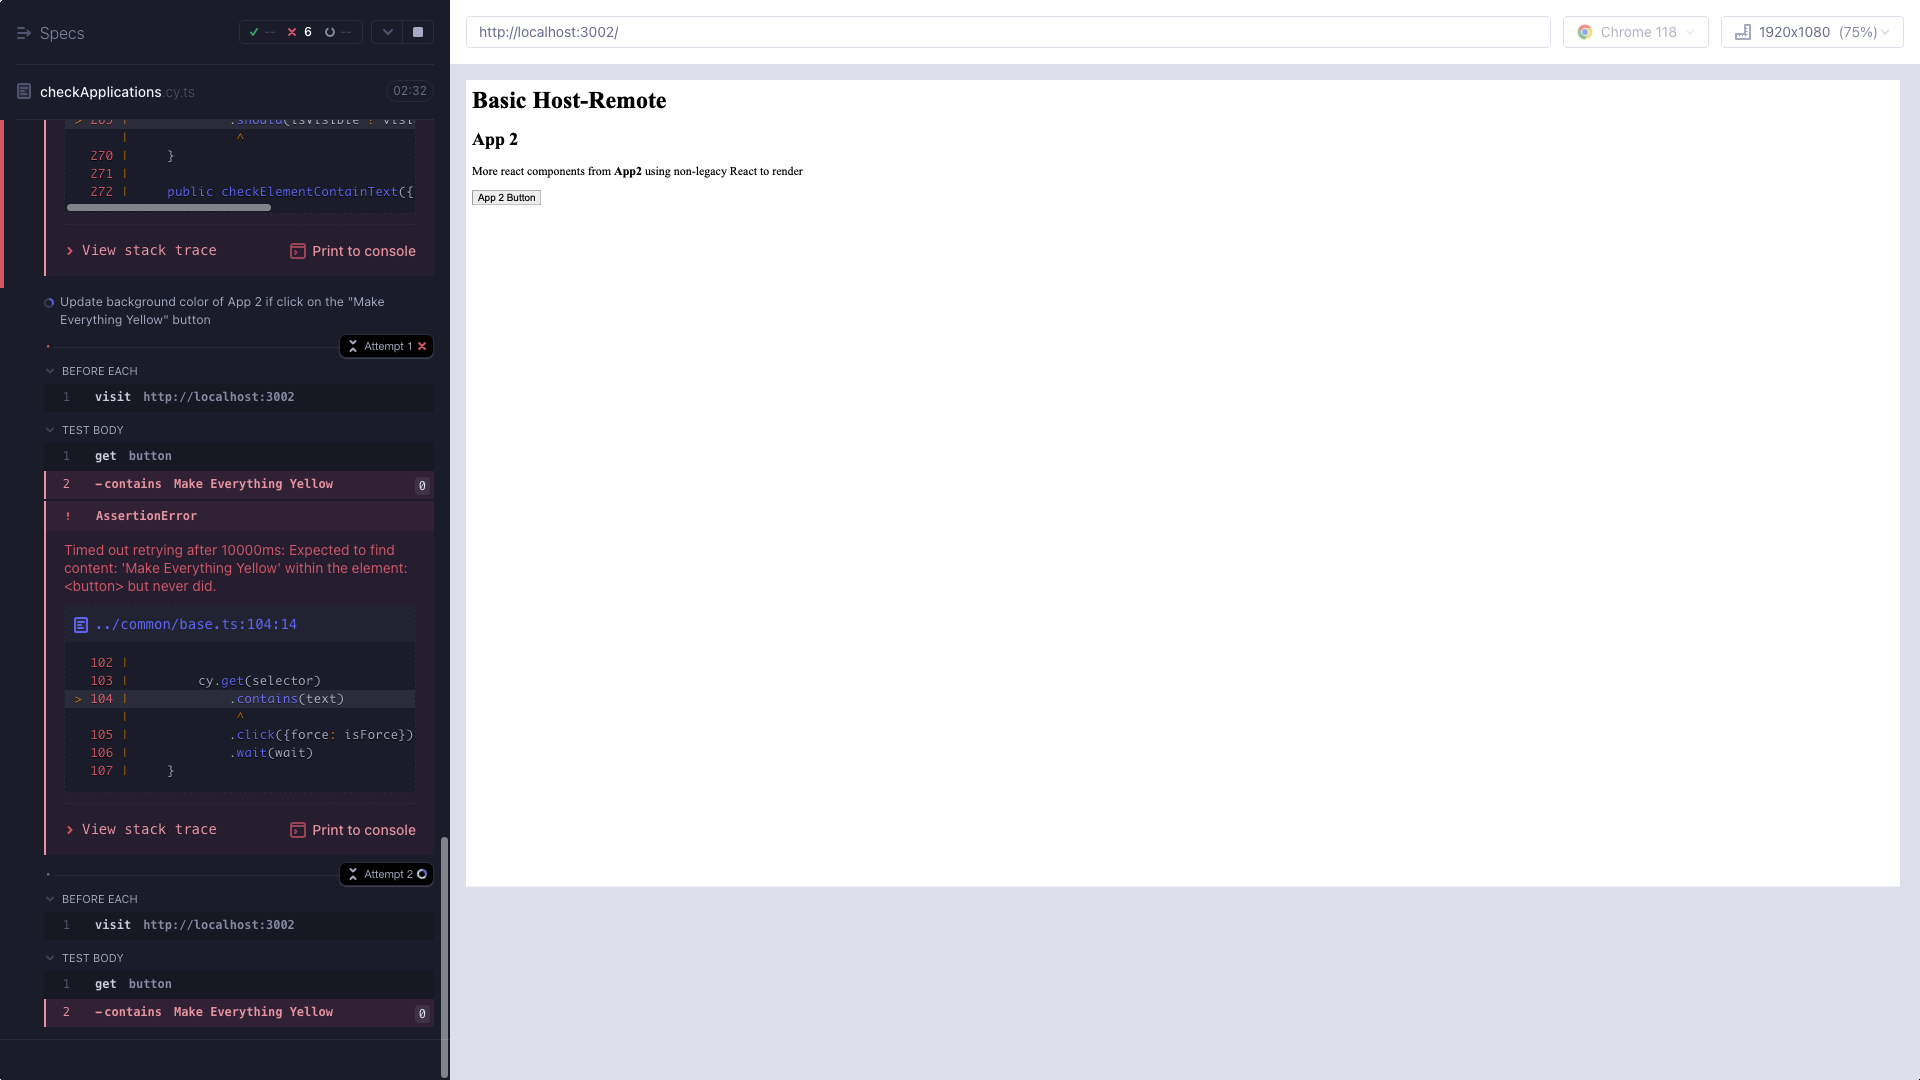 Specs
-- 6 --
http://localhost:3002/
Chrome 118
1920x1080 (75%)
checkApplications.cy.ts
02:32
> 269 | .should(isVisible ? 'visi
| ^
270 | }
271 |
272 | public checkElementContainText({
View stack trace
Print to console
Update background color of App 2 if click on the "Make
Everything Yellow" button
Attempt 1
BEFORE EACH
1 visit http://localhost:3002
TEST BODY
1 get button
2 -contains Make Everything Yellow 0
! AssertionError
Timed out retrying after 10000ms: Expected to find
content: 'Make Everything Yellow' within the element:
<button> but never did.
../common/base.ts:104:14
102 |
103 | cy.get(selector)
> 104 | .contains(text)
| ^
105 | .click({force: isForce})
106 | .wait(wait)
107 | }
View stack trace
Print to console
Attempt 2
BEFORE EACH
1 visit http://localhost:3002
TEST BODY
1 get button
2 -contains Make Everything Yellow 0
Basic Host-Remote
App 2
More react components from App2 using non-legacy React to render
App 2 Button